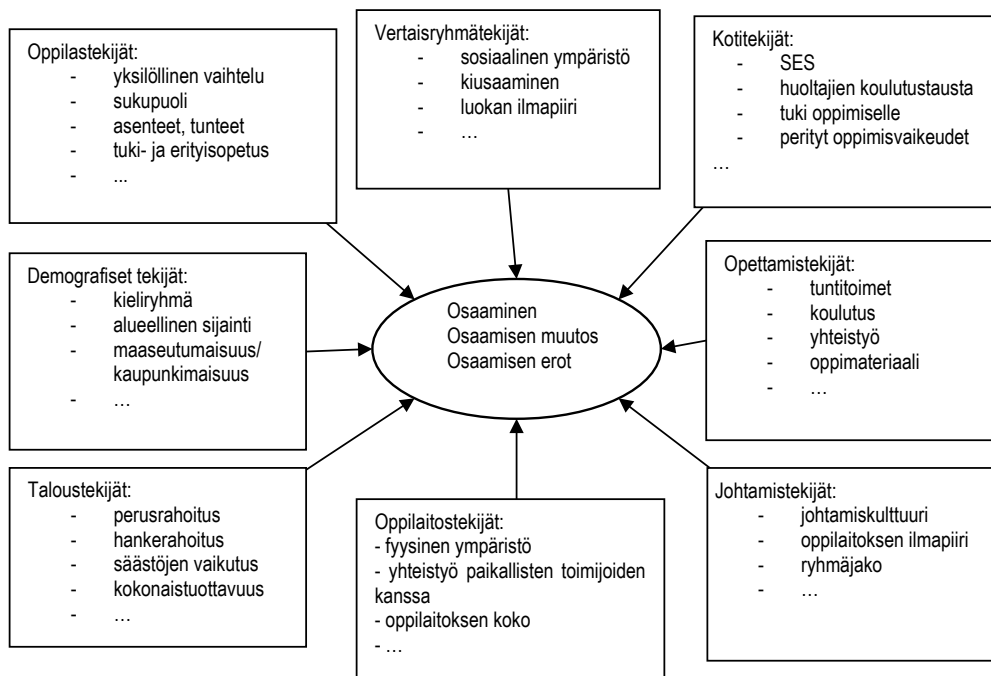 Oppilastekijät:
- yksilöllinen vaihtelu
- sukupuoli
- asenteet, tunteet
- tuki- ja erityisopetus
- ...
Vertaisryhmätekijät:
- sosiaalinen ympäristö
- kiusaaminen
- luokan ilmapiiri
- …
Kotitekijät:
- SES
- huoltajien koulutustausta
- tuki oppimiselle
- perityt oppimisvaikeudet
…
Demografiset tekijät:
- kieliryhmä
- alueellinen sijainti
- maaseutumaisuus/
kaupunkimaisuus
- …
Osaaminen
Osaamisen muutos
Osaamisen erot
Opettamistekijät:
- tuntitoimet
- koulutus
- yhteistyö
- oppimateriaali
- …
Taloustekijät:
- perusrahoitus
- hankerahoitus
- säästöjen vaikutus
- kokonaistuottavuus
- …
Oppilaitostekijät:
- fyysinen ympäristö
- yhteistyö paikallisten toimijoiden
kanssa
- oppilaitoksen koko
- …
Johtamistekijät:
- johtamiskulttuuri
- oppilaitoksen ilmapiiri
- ryhmäjako
- …